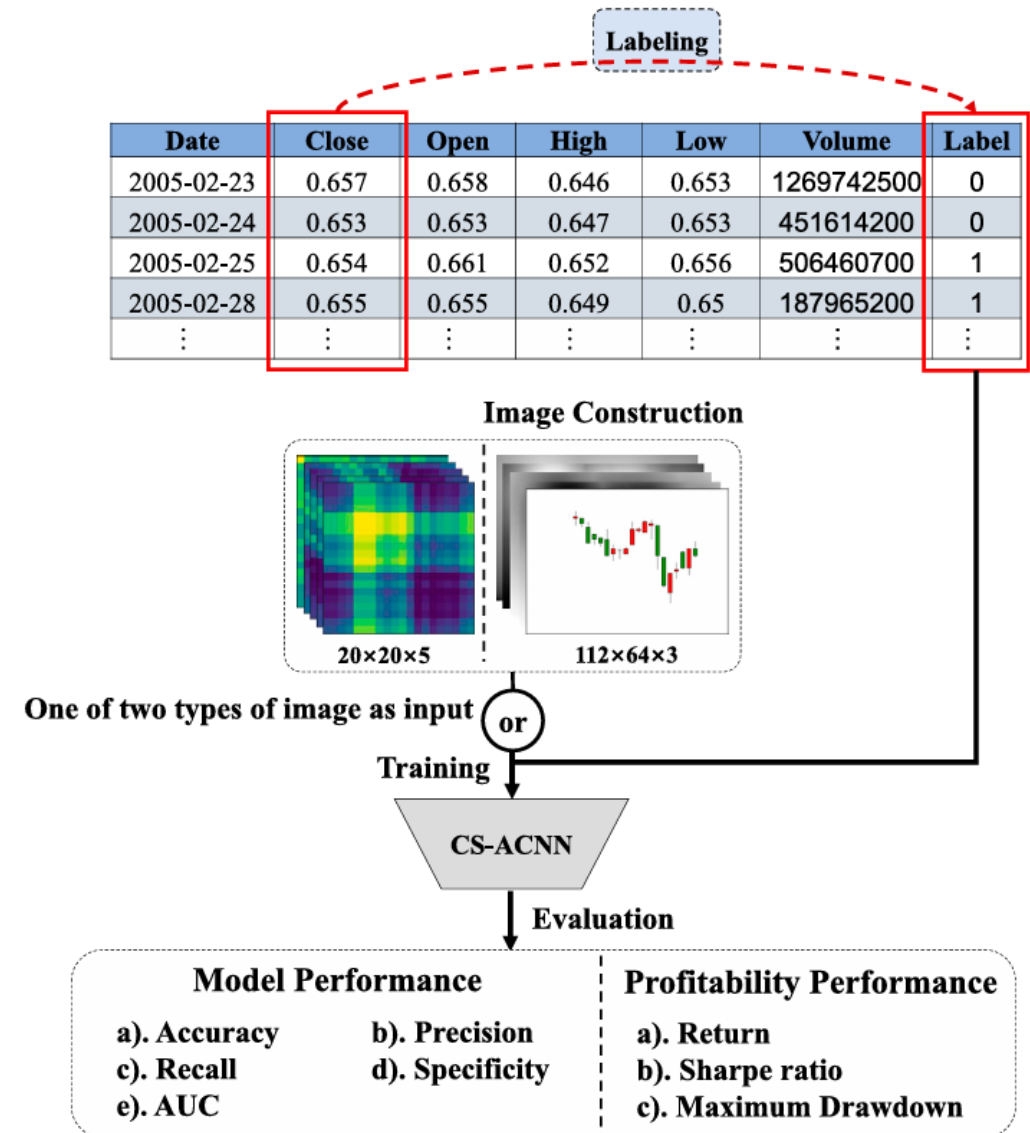 Labeling
Date Close Open High Low Volume Label
2005-02-23 0.657 0.658 0.646 0.653 1269742500 0
2005-02-24 0.653 0.653 0.647 0.653 451614200 0
2005-02-25 0.654 0.661 0.652 0.656 506460700 1
2005-02-28 0.655 0.655 0.649 0.65 187965200 1
⋮ ⋮ ⋮ ⋮ ⋮ ⋮ ⋮
Image Construction
20×20×5 112×64×3
One of two types of image as input or
Training
CS-ACNN
Evaluation
Model Performance
a). Accuracy b). Precision
c). Recall d). Specificity
e). AUC
Profitability Performance
a). Return
b). Sharpe ratio
c). Maximum Drawdown